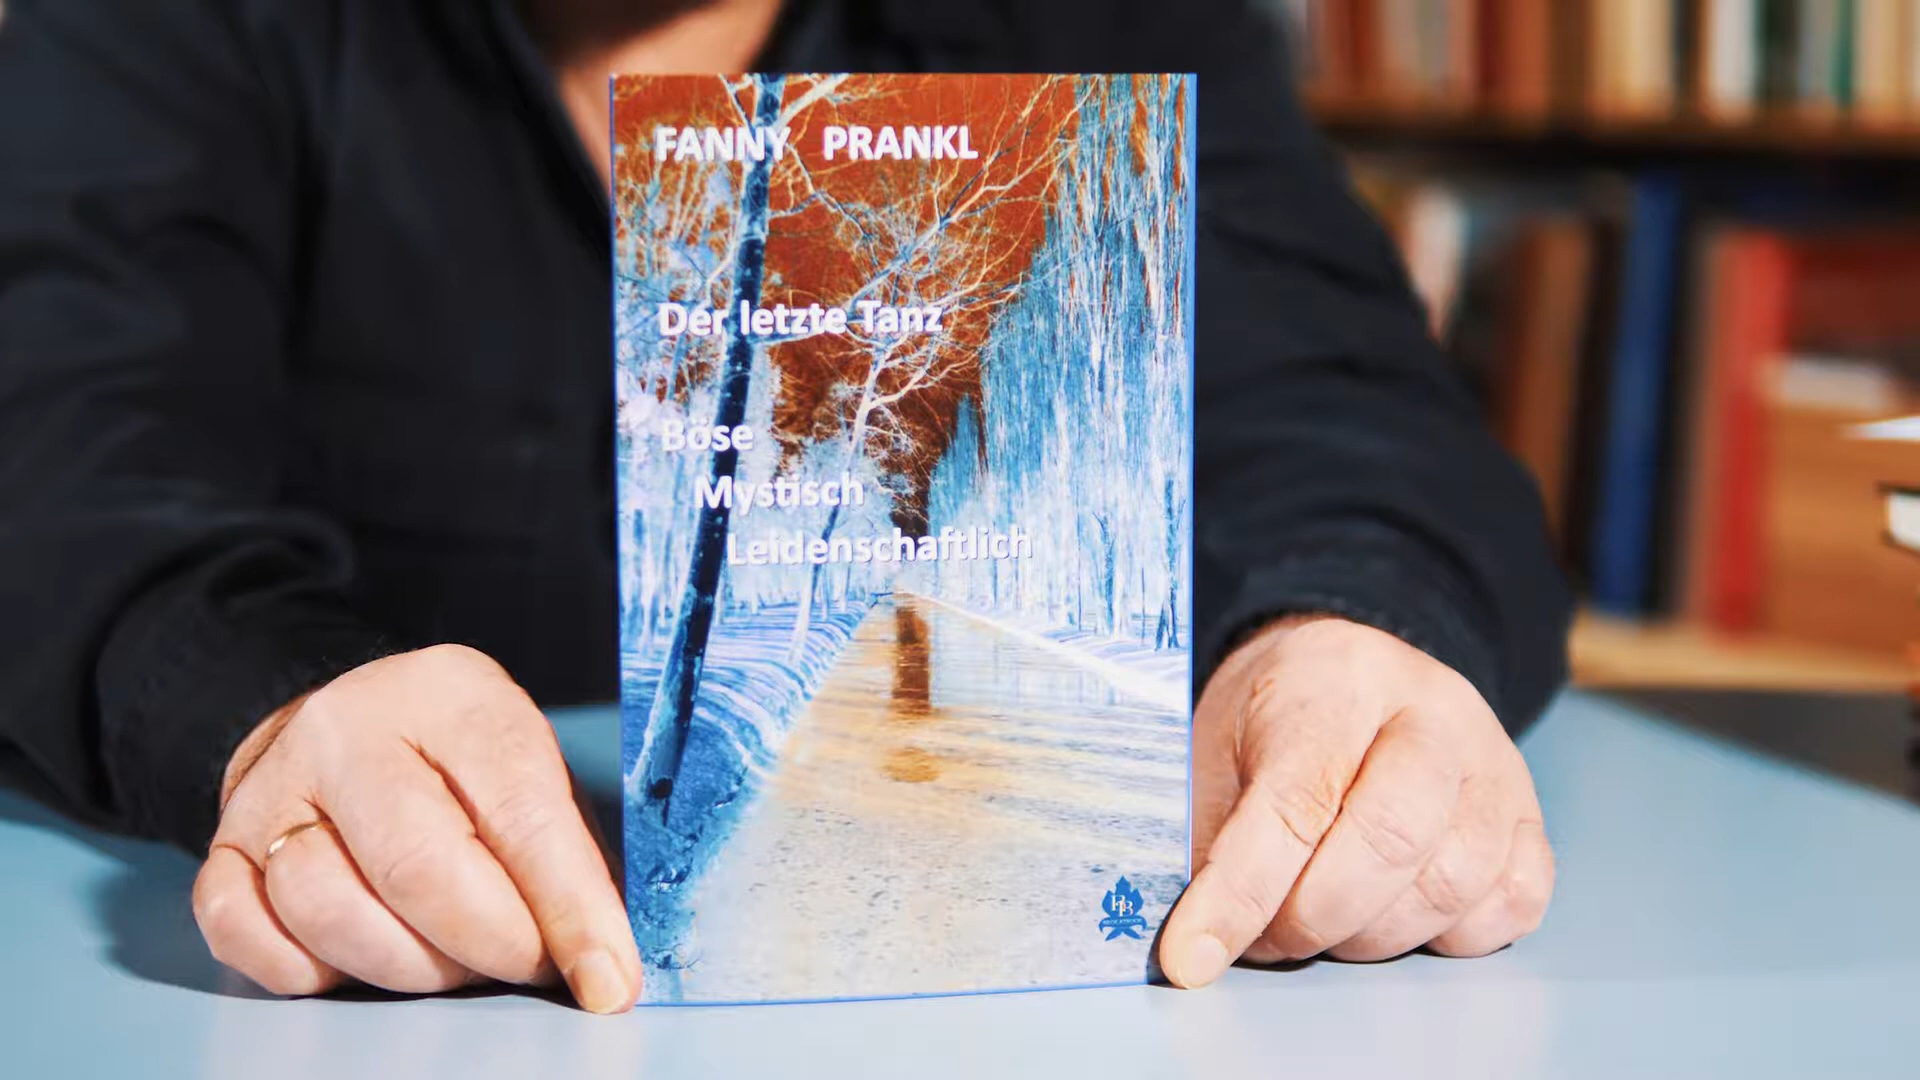 FANNY PRANKL
Der letzte Tanz
Böse
Mystisch
Leidenschaftlich